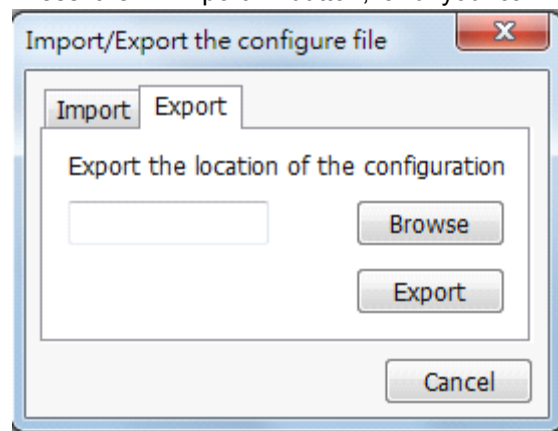 Import/Export the configure file
Import Export
Export the location of the configuration
Browse
Export
Cancel